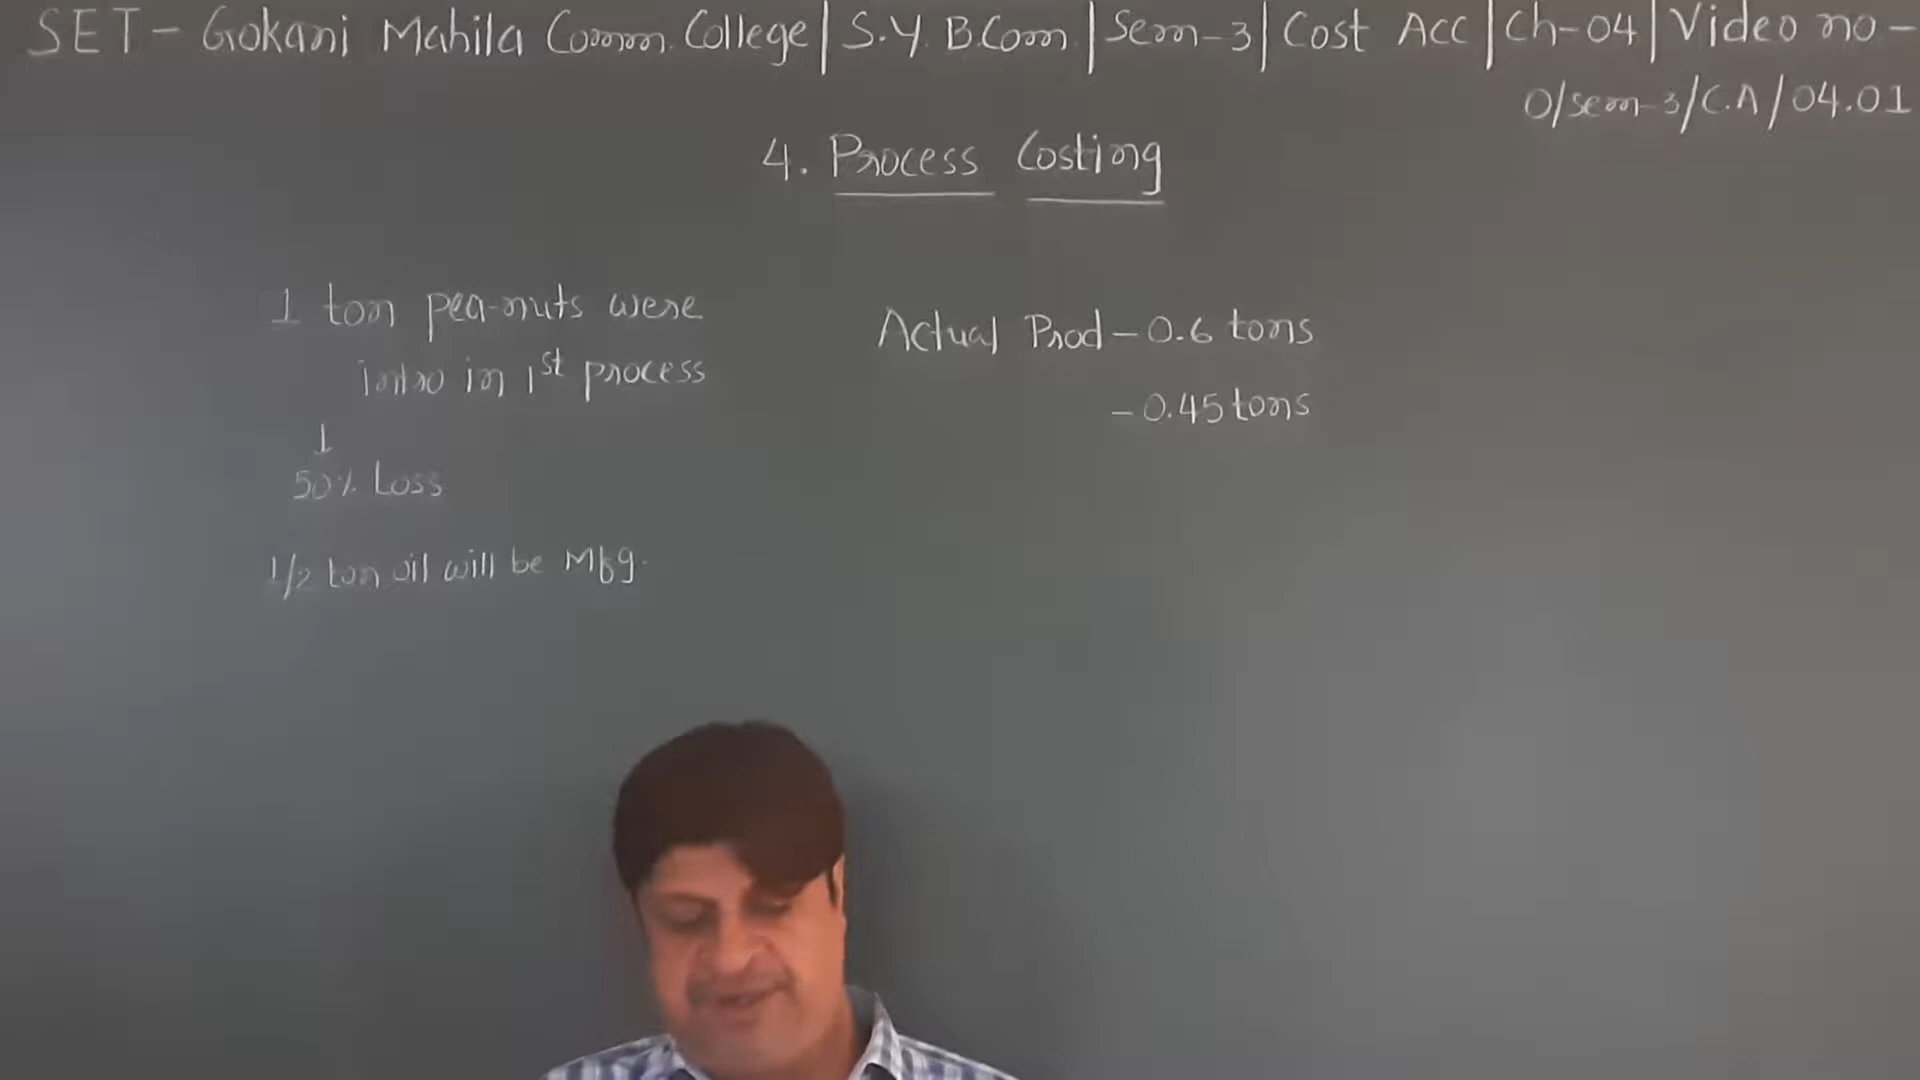 SET - Gokani Mahila Comm. College | S.Y. B.Com | Sem-3 | Cost Acc | Ch-04 | Video no -
O/sem-3/C.A/04.01
4. Process Costing
1 ton pea-nuts were
intro in 1st process
50% Loss
1/2 ton oil will be Mfg.
Actual Prod - 0.6 tons
- 0.45 tons